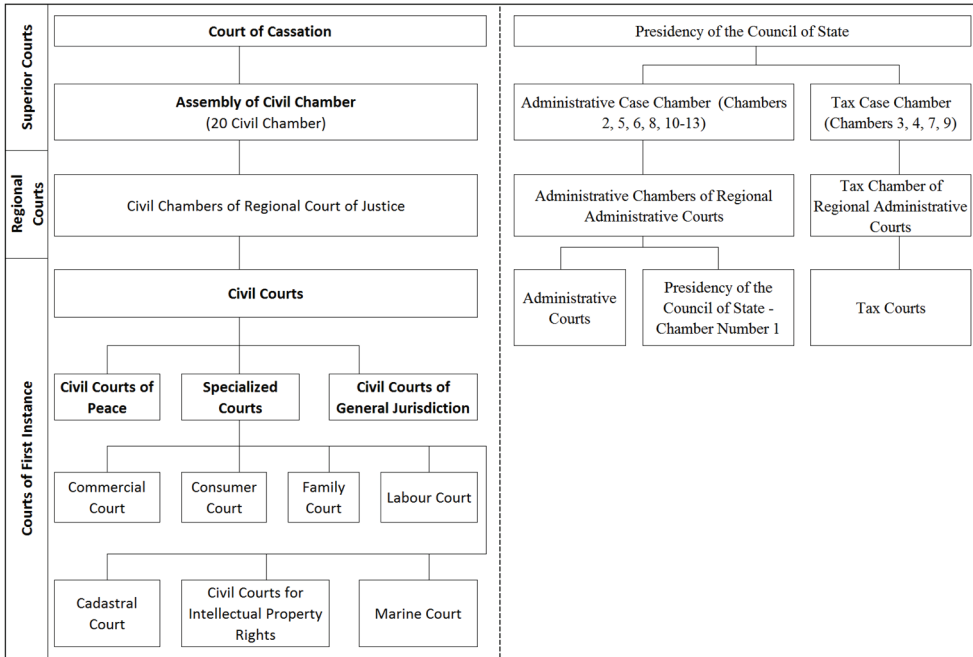 Superior Courts
Court of Cassation
Assembly of Civil Chamber
(20 Civil Chamber)
Presidency of the Council of State
Administrative Case Chamber (Chambers
2, 5, 6, 8, 10-13)
Tax Case Chamber
(Chambers 3, 4, 7, 9)
Regional
Courts
Civil Chambers of Regional Court of Justice
Administrative Chambers of Regional
Administrative Courts
Tax Chamber of
Regional Administrative
Courts
Courts of First Instance
Civil Courts
Administrative
Courts
Presidency of the
Council of State -
Chamber Number 1
Tax Courts
Civil Courts of
Peace
Specialized
Courts
Civil Courts of
General Jurisdiction
Commercial
Court
Consumer
Court
Family
Court
Labour Court
Cadastral
Court
Civil Courts for
Intellectual Property
Rights
Marine Court